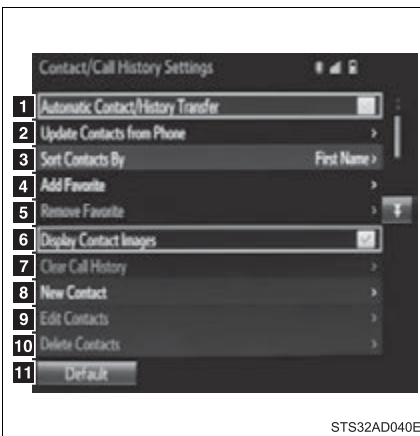 Contact/Call History Settings
1 Automatic Contact/History Transfer
2 Update Contacts from Phone
3 Sort Contacts By First Name
4 Add Favorite
5 Remove Favorite
6 Display Contact Images
7 Clear Call History
8 New Contact
9 Edit Contacts
10 Delete Contacts
11 Default
STS32AD040E